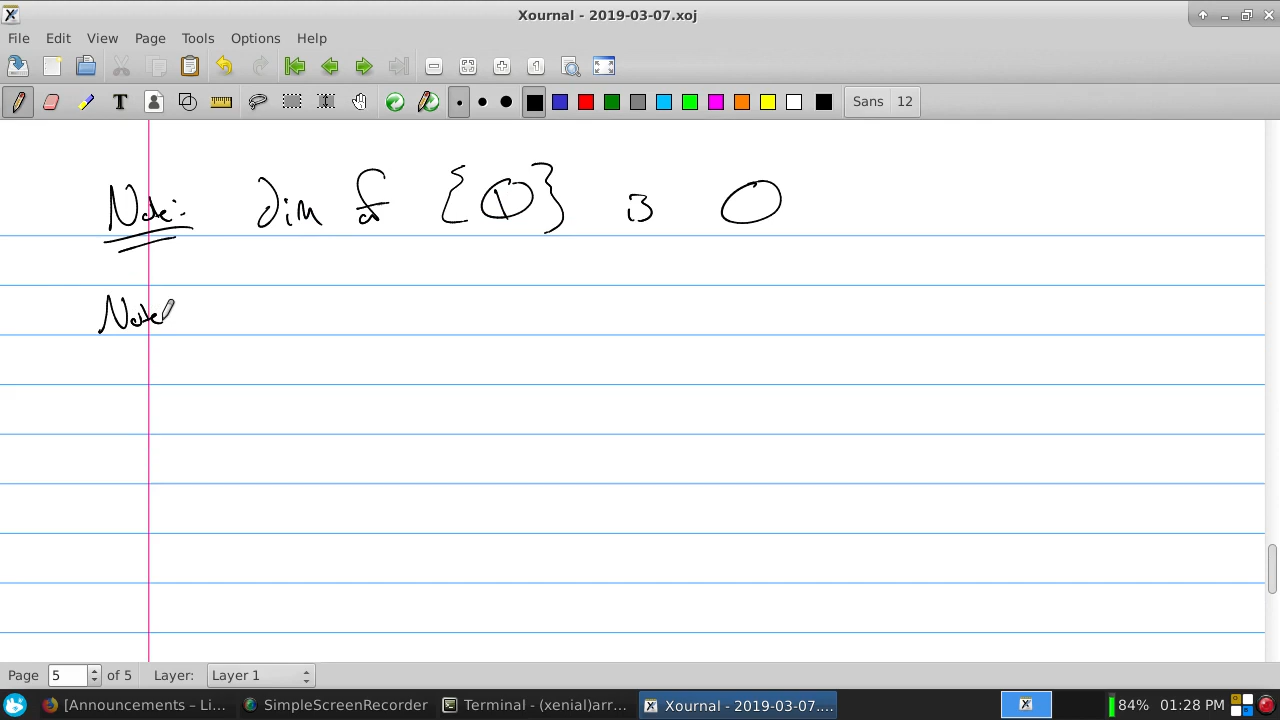 Xournal - 2019-03-07.xoj
File Edit View Page Tools Options Help
Sans 12
Note: Dim of {𝟘} is 0
Note
Page 5 of 5 Layer: Layer 1
[Announcements – Li... SimpleScreenRecorder Terminal - (xenial)arr... Xournal - 2019-03-07.... 84% 01:28 PM